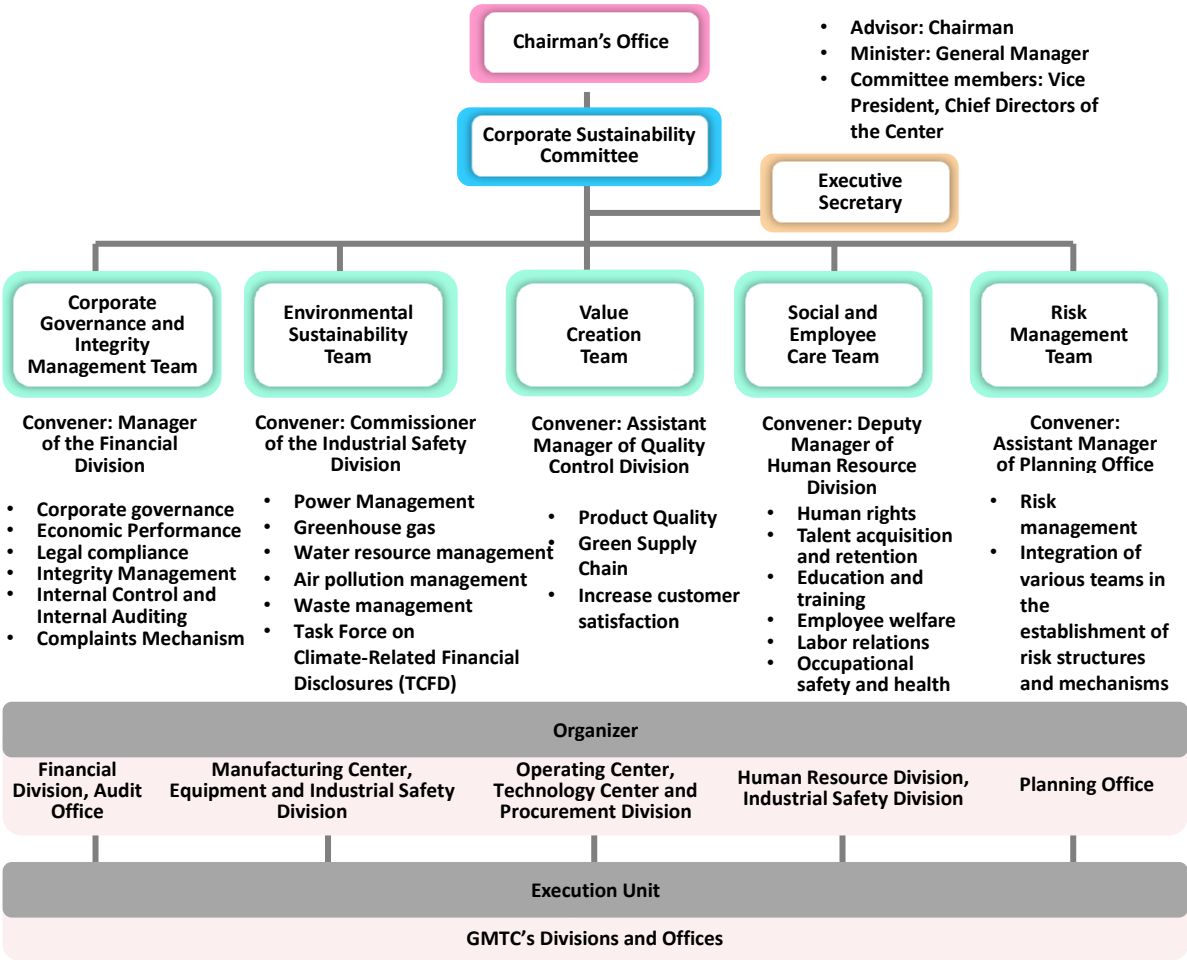 Chairman's Office
• Advisor: Chairman
• Minister: General Manager
• Committee members: Vice
President, Chief Directors of
the Center
Corporate Sustainability
Committee
Executive
Secretary
Corporate
Governance and
Integrity
Management Team
Environmental
Sustainability
Team
Value
Creation
Team
Social and
Employee
Care Team
Risk
Management
Team
Convener: Manager
of the Financial
Division
• Corporate governance
• Economic Performance
• Legal compliance
• Integrity Management
• Internal Control and
Internal Auditing
• Complaints Mechanism
Convener: Commissioner
of the Industrial Safety
Division
• Power Management
• Greenhouse gas
• Water resource management
• Air pollution management
• Waste management
• Task Force on
Climate-Related Financial
Disclosures (TCFD)
Convener: Assistant
Manager of Quality
Control Division
• Product Quality
• Green Supply
Chain
• Increase customer
satisfaction
Convener: Deputy
Manager of
Human Resource
Division
• Human rights
• Talent acquisition
and retention
• Education and
training
• Employee welfare
• Labor relations
• Occupational
safety and health
Convener:
Assistant Manager
of Planning Office
• Risk
management
• Integration of
various teams in
the
establishment of
risk structures
and mechanisms
Organizer
Financial
Division, Audit
Office
Manufacturing Center,
Equipment and Industrial Safety
Division
Operating Center,
Technology Center and
Procurement Division
Human Resource Division,
Industrial Safety Division
Planning Office
Execution Unit
GMTC's Divisions and Offices